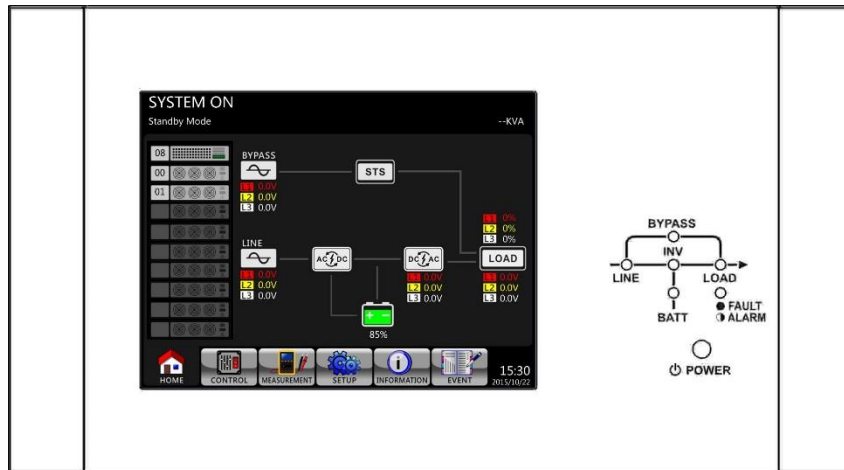 SYSTEM ON
Standby Mode
--KVA
08
00
01
BYPASS
L1 0.0V
L2 0.0V
L3 0.0V
STS
L1 0%
L2 0%
L3 0%
LINE
AC DC
DC AC
LOAD
L1 0.0V
L2 0.0V
L3 0.0V
L1 0.0V
L2 0.0V
L3 0.0V
L1 0.0V
L2 0.0V
L3 0.0V
+ -
85%
HOME
CONTROL
MEASUREMENT
SETUP
i
INFORMATION
EVENT
15:30
2015/10/22
BYPASS
INV
LINE
LOAD
BATT
FAULT
ALARM
POWER